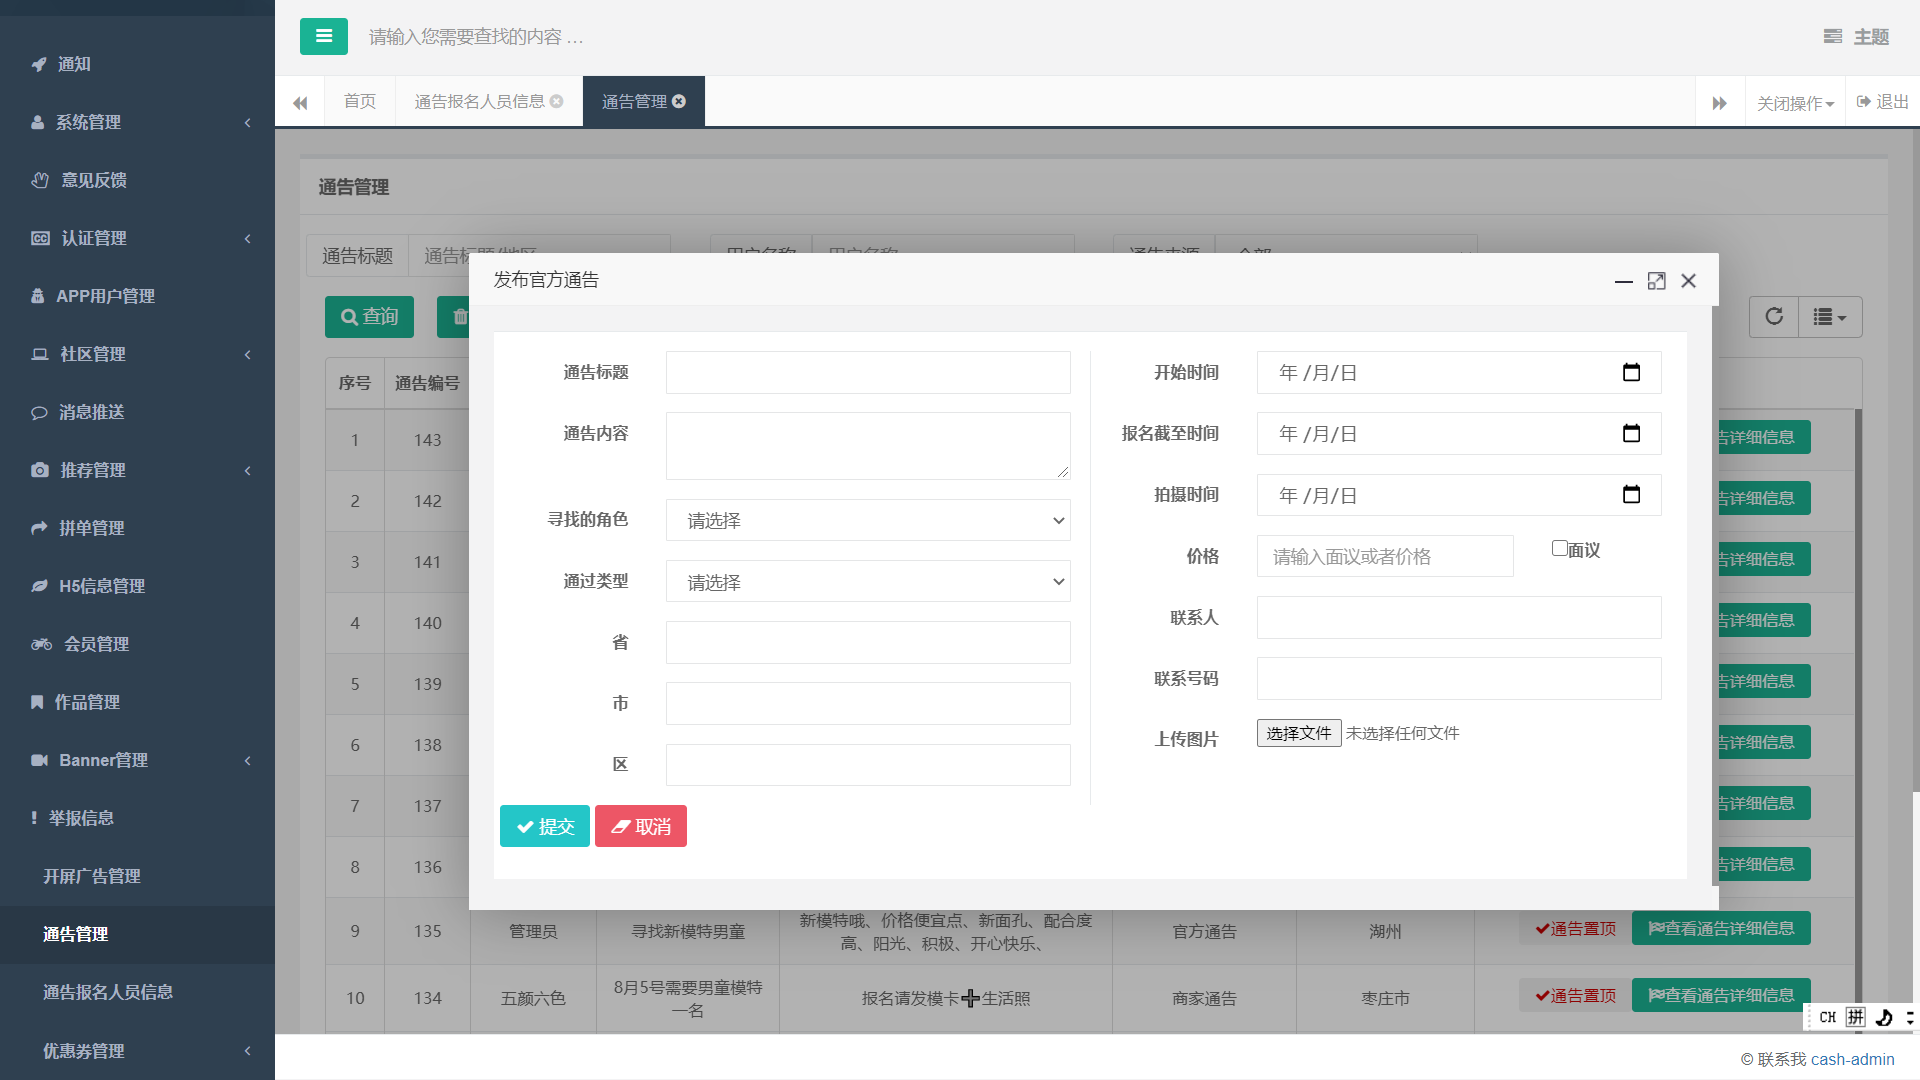 通知
系统管理
意见反馈
认证管理
APP用户管理
社区管理
消息推送
推荐管理
拼单管理
H5信息管理
会员管理
作品管理
Banner管理
举报信息
开屏广告管理
通告管理
通告报名人员信息
优惠券管理
请输入您需要查找的内容 …
主题
首页
通告报名人员信息
通告管理
关闭操作
退出
通告管理
通告标题
查询
序号 通告编号
1 143
2 142
3 141
4 140
5 139
6 138
7 137
8 136
告详细信息
告详细信息
告详细信息
告详细信息
告详细信息
告详细信息
告详细信息
告详细信息
发布官方通告
通告标题
通告内容
寻找的角色 请选择
通过类型 请选择
省
市
区
开始时间 年 /月/日
报名截至时间 年 /月/日
拍摄时间 年 /月/日
价格 请输入面议或者价格 面议
联系人
联系号码
上传图片 选择文件 未选择任何文件
提交 取消
9 135 管理员 寻找新模特男童 新模特哦、价格便宜点、新面孔、配合度
高、阳光、积极、开心快乐、 官方通告 湖州 通告置顶 查看通告详细信息
10 134 五颜六色 8月5号需要男童模特
一名 报名请发模卡➕生活照 商家通告 枣庄市 通告置顶 查看通告详细信息
CH 拼
© 联系我 cash-admin